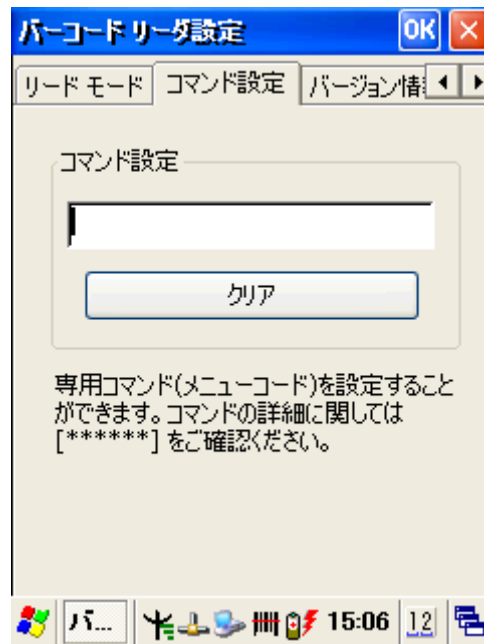 バーコード リーダ設定
OK
リード モード
コマンド設定
バージョン情
コマンド設定
クリア
専用コマンド(メニューコード)を設定すること
ができます。コマンドの詳細に関しては
[******] をご確認ください。
バ...
15:06
12